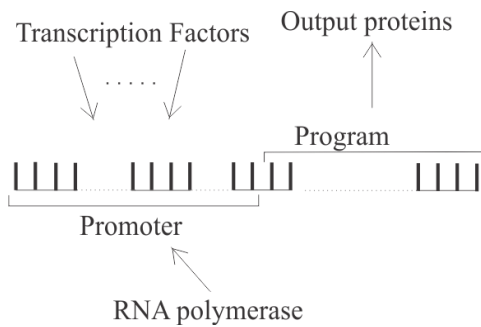 Output proteins
Transcription Factors
Program
Promoter
RNA polymerase